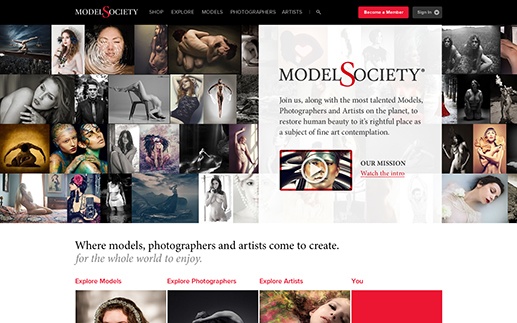 MODELSOCIETY SHOP EXPLORE MODELS PHOTOGRAPHERS ARTISTS Become a Member Sign In
MODELSOCIETY®
Join us, along with the most talented Models,
Photographers and Artists on the planet, to
restore human beauty to it's rightful place as
a subject of fine art contemplation.
OUR MISSION
Watch the intro
Where models, photographers and artists come to create.
for the whole world to enjoy.
Explore Models Explore Photographers Explore Artists You